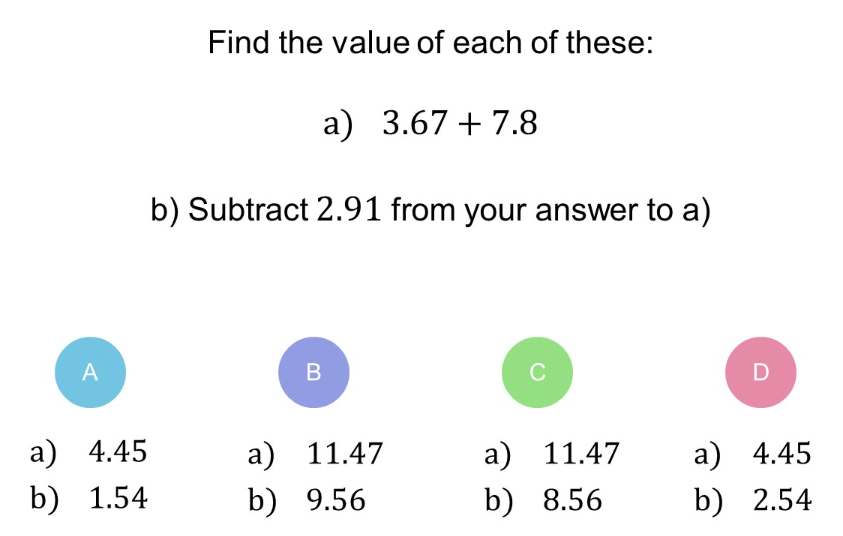 Find the value of each of these:
a) 3.67 + 7.8
b) Subtract 2.91 from your answer to a)
A B C D
a) 4.45 a) 11.47 a) 11.47 a) 4.45
b) 1.54 b) 9.56 b) 8.56 b) 2.54